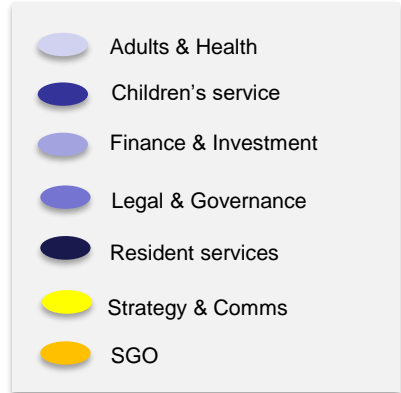 Adults & Health
Children’s service
Finance & Investment
Legal & Governance
Resident services
Strategy & Comms
SGO